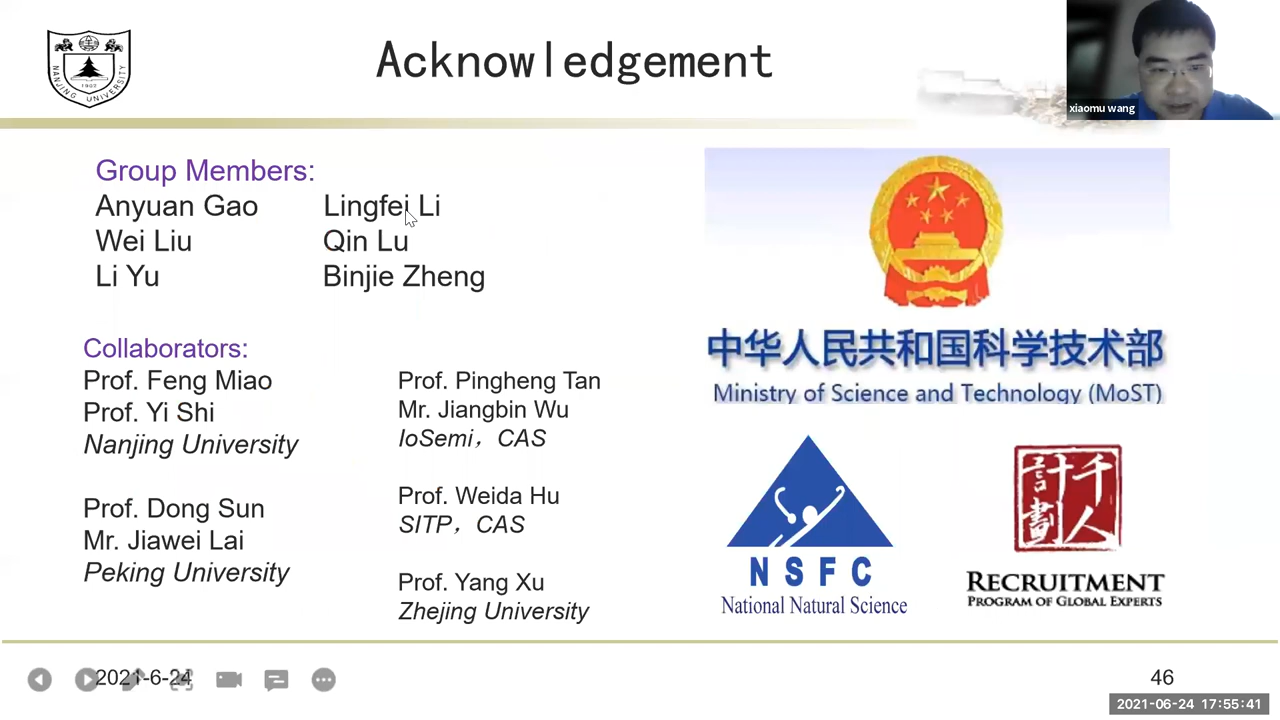 NANJING UNIVERSITY
1902
Acknowledgement
xiaomu wang
Group Members:
Anyuan Gao
Lingfei Li
Wei Liu
Qin Lu
Li Yu
Binjie Zheng
Collaborators:
Prof. Feng Miao
Prof. Yi Shi
Nanjing University
Prof. Dong Sun
Mr. Jiawei Lai
Peking University
Prof. Pingheng Tan
Mr. Jiangbin Wu
IoSemi，CAS
Prof. Weida Hu
SITP，CAS
Prof. Yang Xu
Zhejing University
中华人民共和国科学技术部
Ministry of Science and Technology (MoST)
NSFC
National Natural Science
千人
計劃
RECRUITMENT
PROGRAM OF GLOBAL EXPERTS
2021-6-24
46
2021-06-24 17:55:41